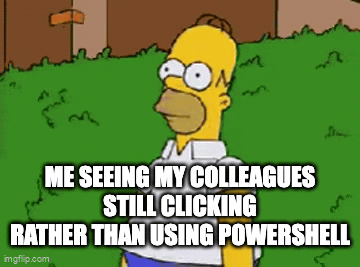 ME SEEING MY COLLEAGUES
STILL CLICKING
RATHER THAN USING POWERSHELL
imgflip.com